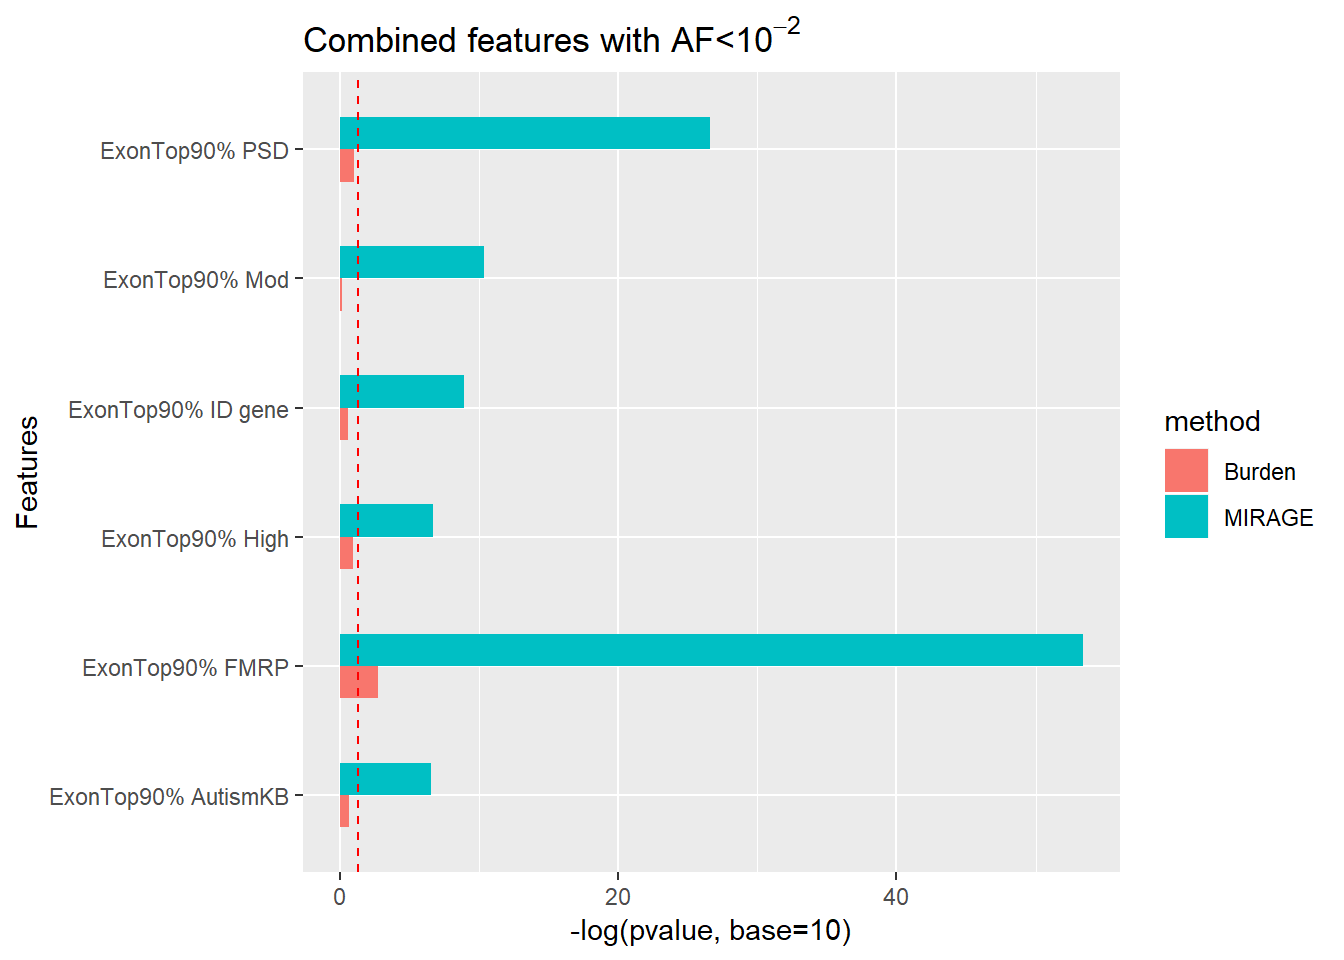 Combined features with AF<10⁻²
ExonTop90% PSD
ExonTop90% Mod
ExonTop90% ID gene
ExonTop90% High
ExonTop90% FMRP
ExonTop90% AutismKB
Features
0 20 40
-log(pvalue, base=10)
method
Burden
MIRAGE